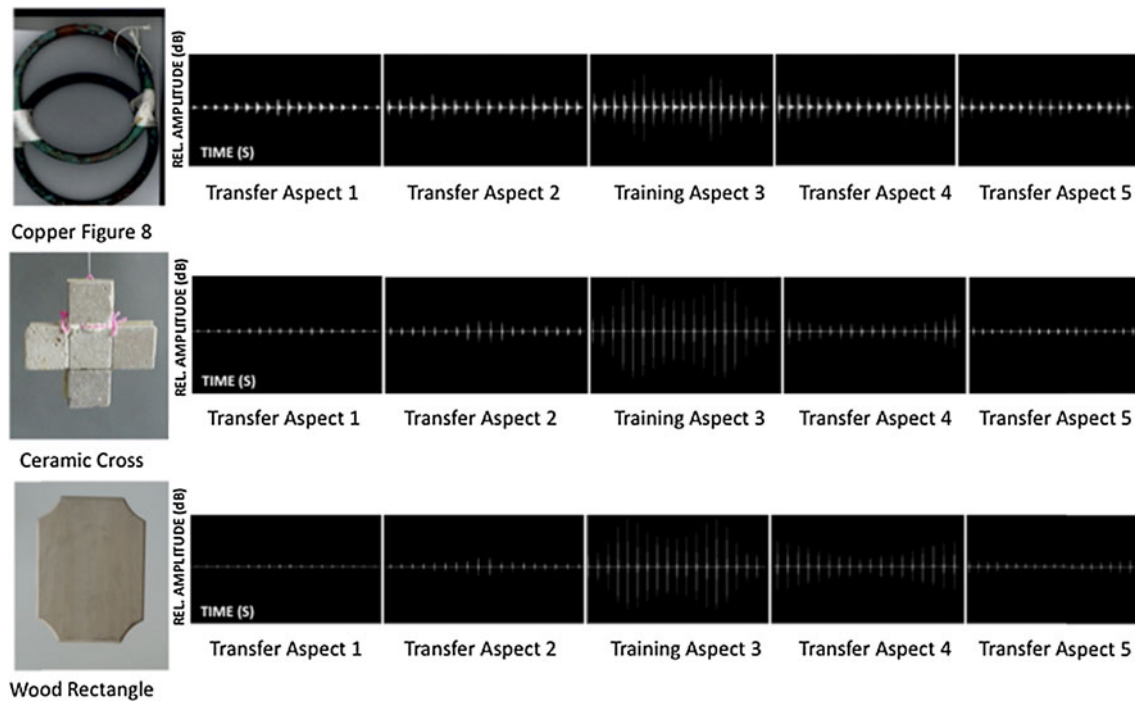 REL. AMPLITUDE (dB)
TIME (S)
Transfer Aspect 1
Transfer Aspect 2
Training Aspect 3
Transfer Aspect 4
Transfer Aspect 5
Copper Figure 8
REL. AMPLITUDE (dB)
TIME (S)
Transfer Aspect 1
Transfer Aspect 2
Training Aspect 3
Transfer Aspect 4
Transfer Aspect 5
Ceramic Cross
REL. AMPLITUDE (dB)
TIME (S)
Transfer Aspect 1
Transfer Aspect 2
Training Aspect 3
Transfer Aspect 4
Transfer Aspect 5
Wood Rectangle